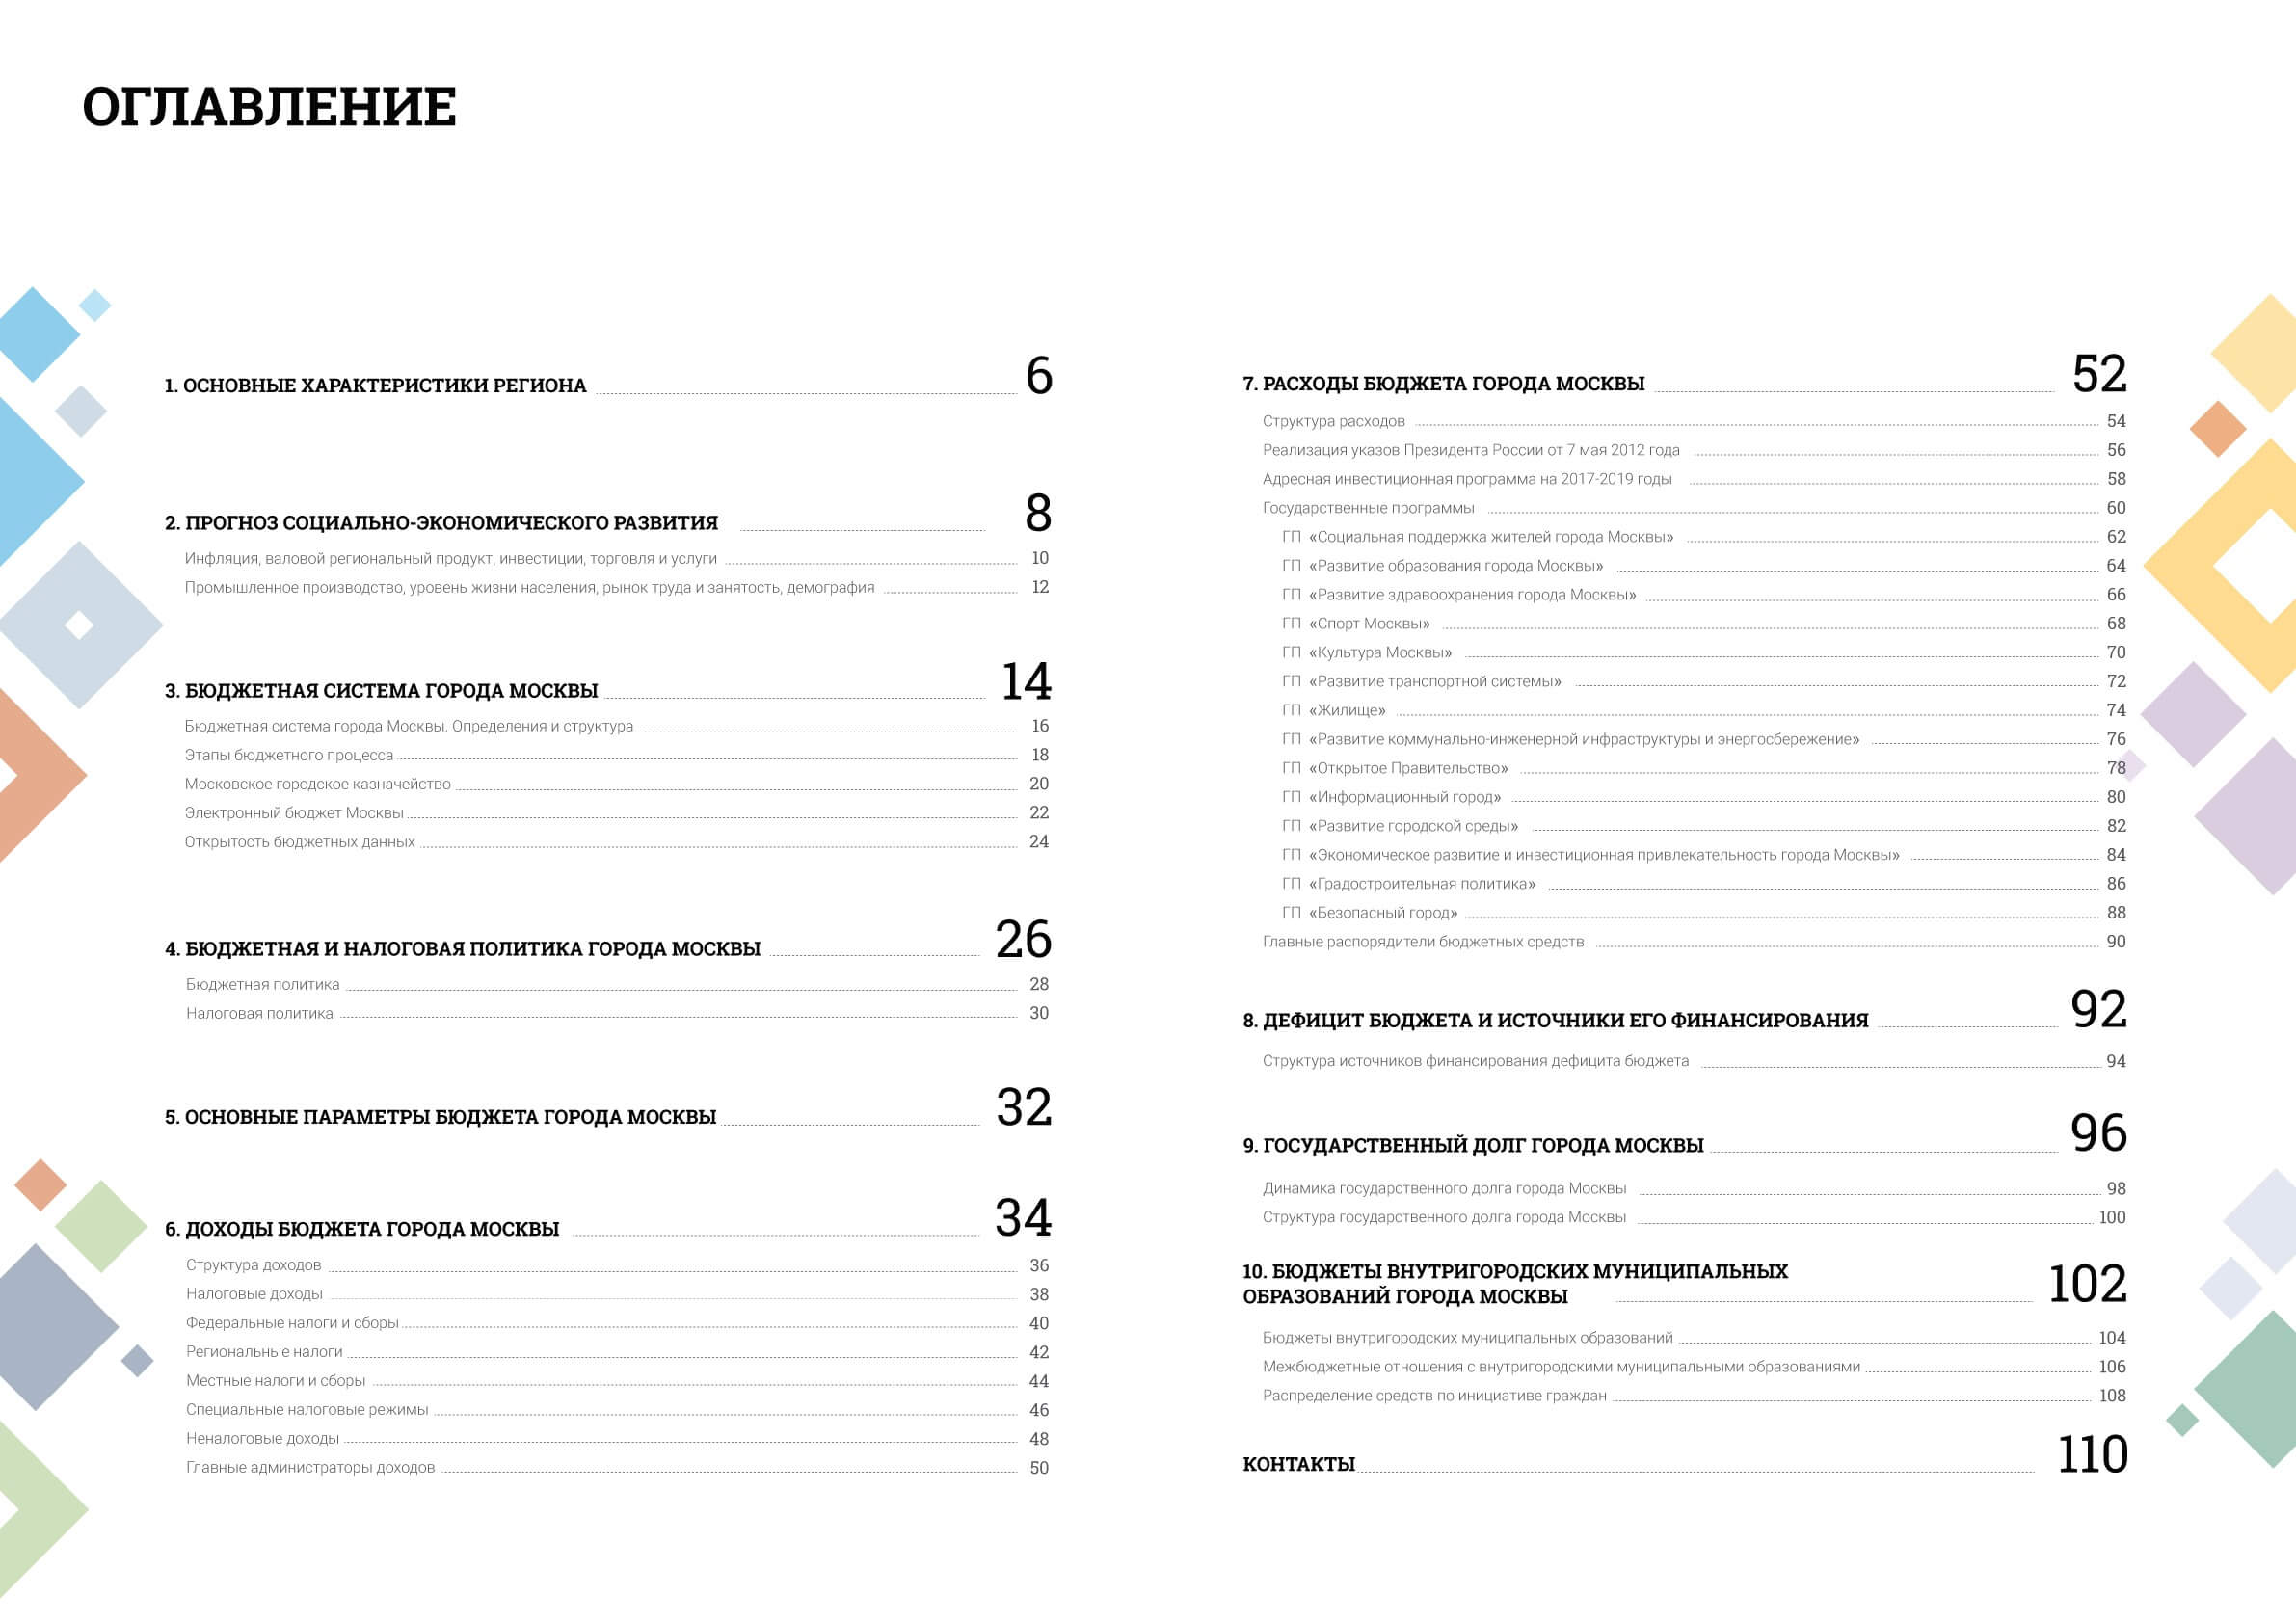 ОГЛАВЛЕНИЕ
1. ОСНОВНЫЕ ХАРАКТЕРИСТИКИ РЕГИОНА 6
2. ПРОГНОЗ СОЦИАЛЬНО-ЭКОНОМИЧЕСКОГО РАЗВИТИЯ 8
Инфляция, валовой региональный продукт, инвестиции, торговля и услуги 10
Промышленное производство, уровень жизни населения, рынок труда и занятость, демография 12
3. БЮДЖЕТНАЯ СИСТЕМА ГОРОДА МОСКВЫ 14
Бюджетная система города Москвы. Определения и структура 16
Этапы бюджетного процесса 18
Московское городское казначейство 20
Электронный бюджет Москвы 22
Открытость бюджетных данных 24
4. БЮДЖЕТНАЯ И НАЛОГОВАЯ ПОЛИТИКА ГОРОДА МОСКВЫ 26
Бюджетная политика 28
Налоговая политика 30
5. ОСНОВНЫЕ ПАРАМЕТРЫ БЮДЖЕТА ГОРОДА МОСКВЫ 32
6. ДОХОДЫ БЮДЖЕТА ГОРОДА МОСКВЫ 34
Структура доходов 36
Налоговые доходы 38
Федеральные налоги и сборы 40
Региональные налоги 42
Местные налоги и сборы 44
Специальные налоговые режимы 46
Неналоговые доходы 48
Главные администраторы доходов 50
7. РАСХОДЫ БЮДЖЕТА ГОРОДА МОСКВЫ 52
Структура расходов 54
Реализация указов Президента России от 7 мая 2012 года 56
Адресная инвестиционная программа на 2017-2019 годы 58
Государственные программы 60
ГП «Социальная поддержка жителей города Москвы» 62
ГП «Развитие образования города Москвы» 64
ГП «Развитие здравоохранения города Москвы» 66
ГП «Спорт Москвы» 68
ГП «Культура Москвы» 70
ГП «Развитие транспортной системы» 72
ГП «Жилище» 74
ГП «Развитие коммунально-инженерной инфраструктуры и энергосбережение» 76
ГП «Открытое Правительство» 78
ГП «Информационный город» 80
ГП «Развитие городской среды» 82
ГП «Экономическое развитие и инвестиционная привлекательность города Москвы» 84
ГП «Градостроительная политика» 86
ГП «Безопасный город» 88
Главные распорядители бюджетных средств 90
8. ДЕФИЦИТ БЮДЖЕТА И ИСТОЧНИКИ ЕГО ФИНАНСИРОВАНИЯ 92
Структура источников финансирования дефицита бюджета 94
9. ГОСУДАРСТВЕННЫЙ ДОЛГ ГОРОДА МОСКВЫ 96
Динамика государственного долга города Москвы 98
Структура государственного долга города Москвы 100
10. БЮДЖЕТЫ ВНУТРИГОРОДСКИХ МУНИЦИПАЛЬНЫХ
ОБРАЗОВАНИЙ ГОРОДА МОСКВЫ 102
Бюджеты внутригородских муниципальных образований 104
Межбюджетные отношения с внутригородскими муниципальными образованиями 106
Распределение средств по инициативе граждан 108
КОНТАКТЫ 110